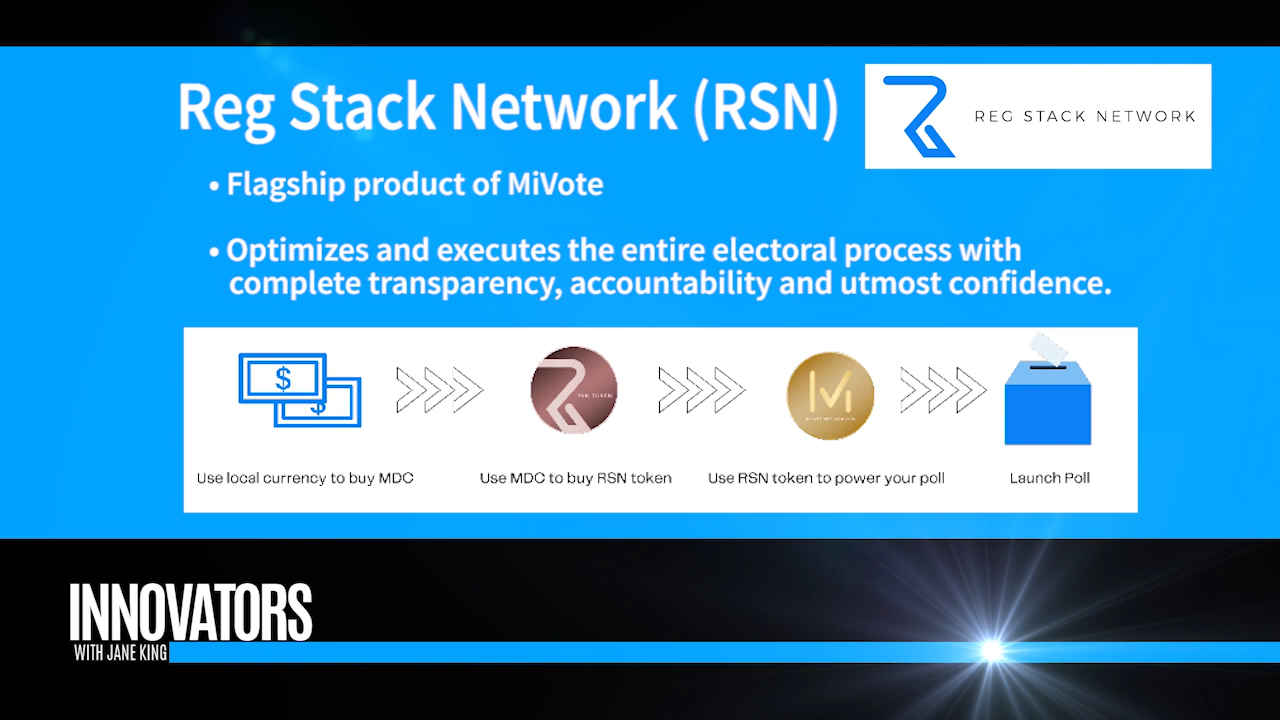 Reg Stack Network (RSN)
REG STACK NETWORK
• Flagship product of MiVote
• Optimizes and executes the entire electoral process with
complete transparency, accountability and utmost confidence.
$
$
Use local currency to buy MDC
Use MDC to buy RSN token
Use RSN token to power your poll
Launch Poll
INNOVATORS
WITH JANE KING